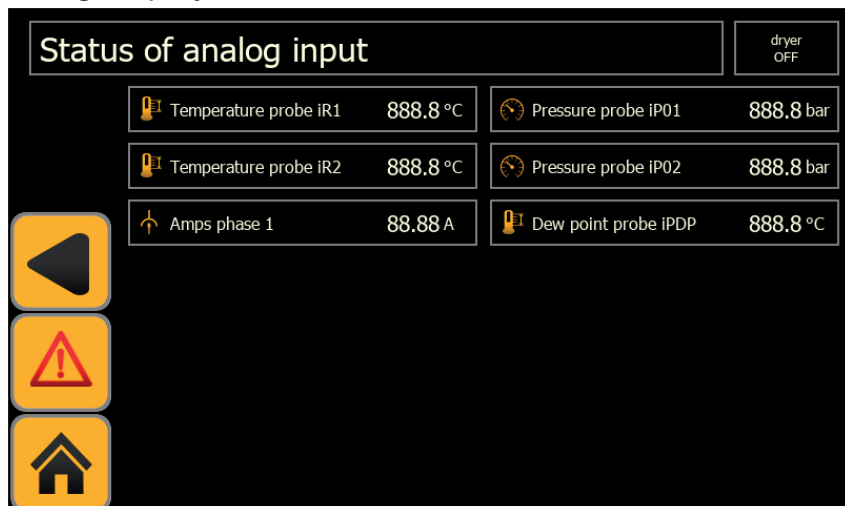 Status of analog input
dryer
OFF
Temperature probe iR1 888.8 °C
Pressure probe iP01 888.8 bar
Temperature probe iR2 888.8 °C
Pressure probe iP02 888.8 bar
Amps phase 1 88.88 A
Dew point probe iPDP 888.8 °C